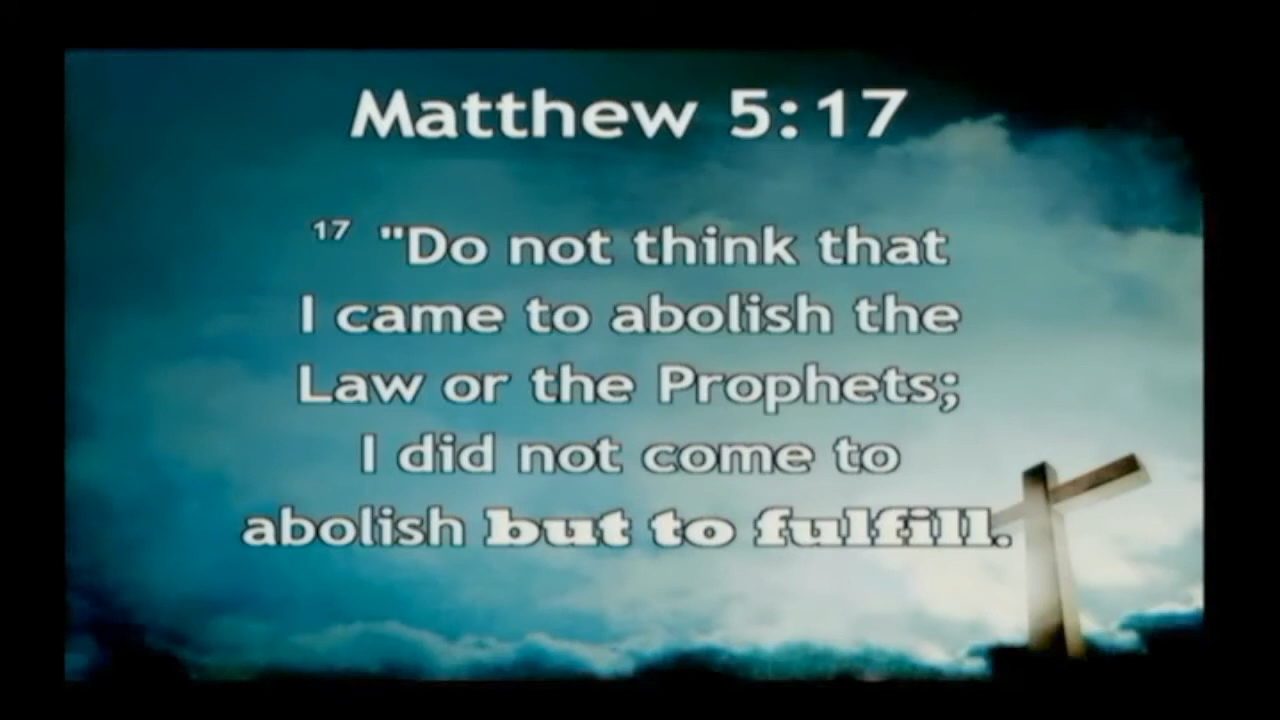 Matthew 5:17
17 "Do not think that
I came to abolish the
Law or the Prophets;
I did not come to
abolish but to fulfill.